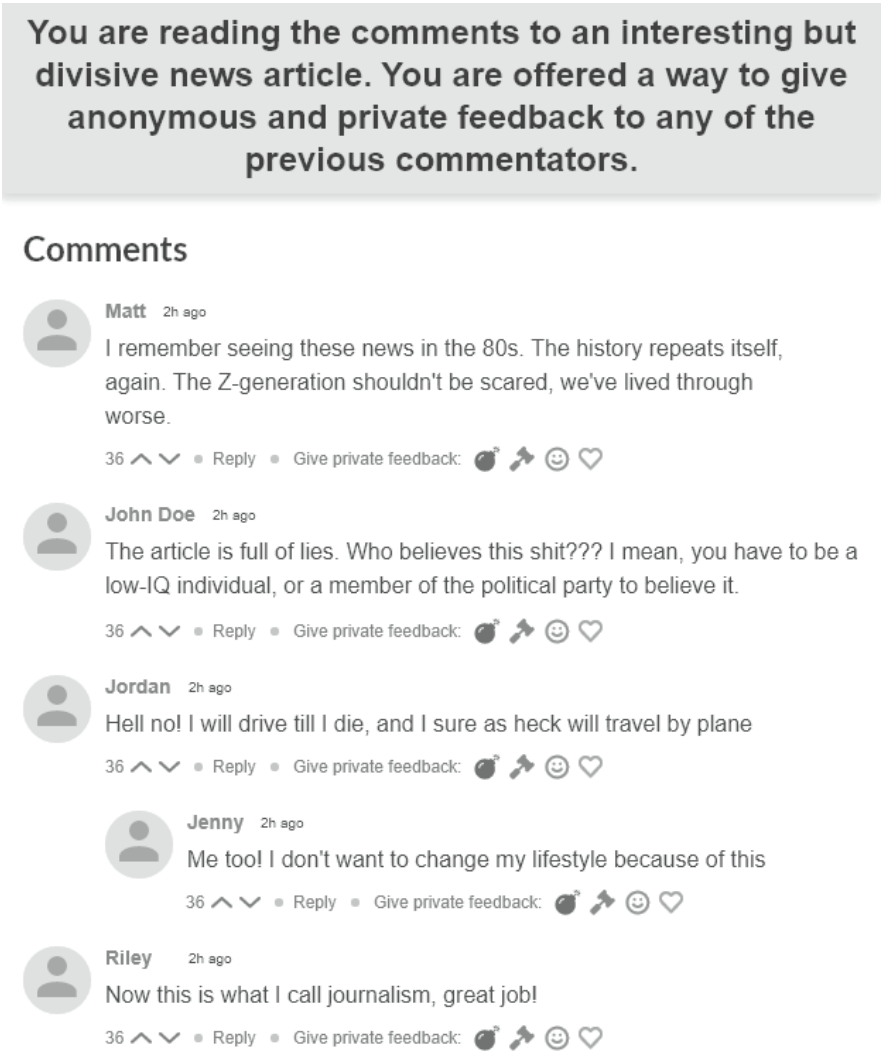 You are reading the comments to an interesting but
divisive news article. You are offered a way to give
anonymous and private feedback to any of the
previous commentators.
Comments
Matt 2h ago
I remember seeing these news in the 80s. The history repeats itself,
again. The Z-generation shouldn't be scared, we've lived through
worse.
36 Reply Give private feedback:
John Doe 2h ago
The article is full of lies. Who believes this shit??? I mean, you have to be a
low-IQ individual, or a member of the political party to believe it.
36 Reply Give private feedback:
Jordan 2h ago
Hell no! I will drive till I die, and I sure as heck will travel by plane
36 Reply Give private feedback:
Jenny 2h ago
Me too! I don't want to change my lifestyle because of this
36 Reply Give private feedback:
Riley 2h ago
Now this is what I call journalism, great job!
36 Reply Give private feedback: